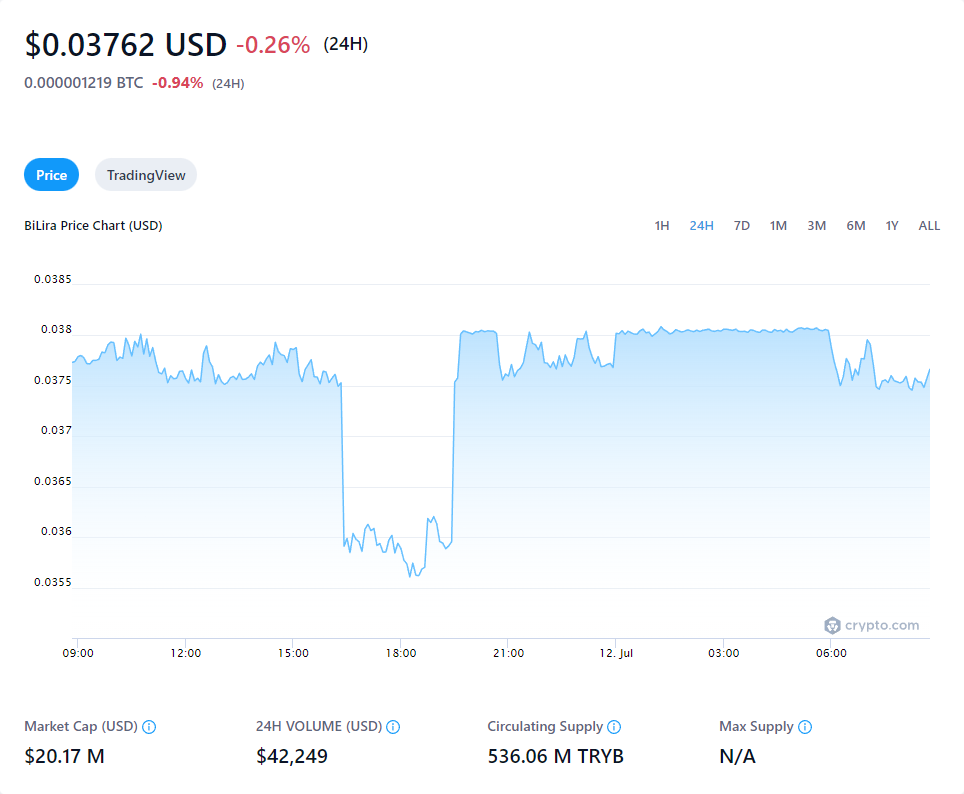 $0.03762 USD -0.26% (24H)
0.000001219 BTC -0.94% (24H)
Price TradingView
BiLira Price Chart (USD) 1H 24H 7D 1M 3M 6M 1Y ALL
0.0385
0.038
0.0375
0.037
0.0365
0.036
0.0355
crypto.com
09:00 12:00 15:00 18:00 21:00 12. Jul 03:00 06:00
Market Cap (USD) 24H VOLUME (USD) Circulating Supply Max Supply
$20.17 M $42,249 536.06 M TRYB N/A